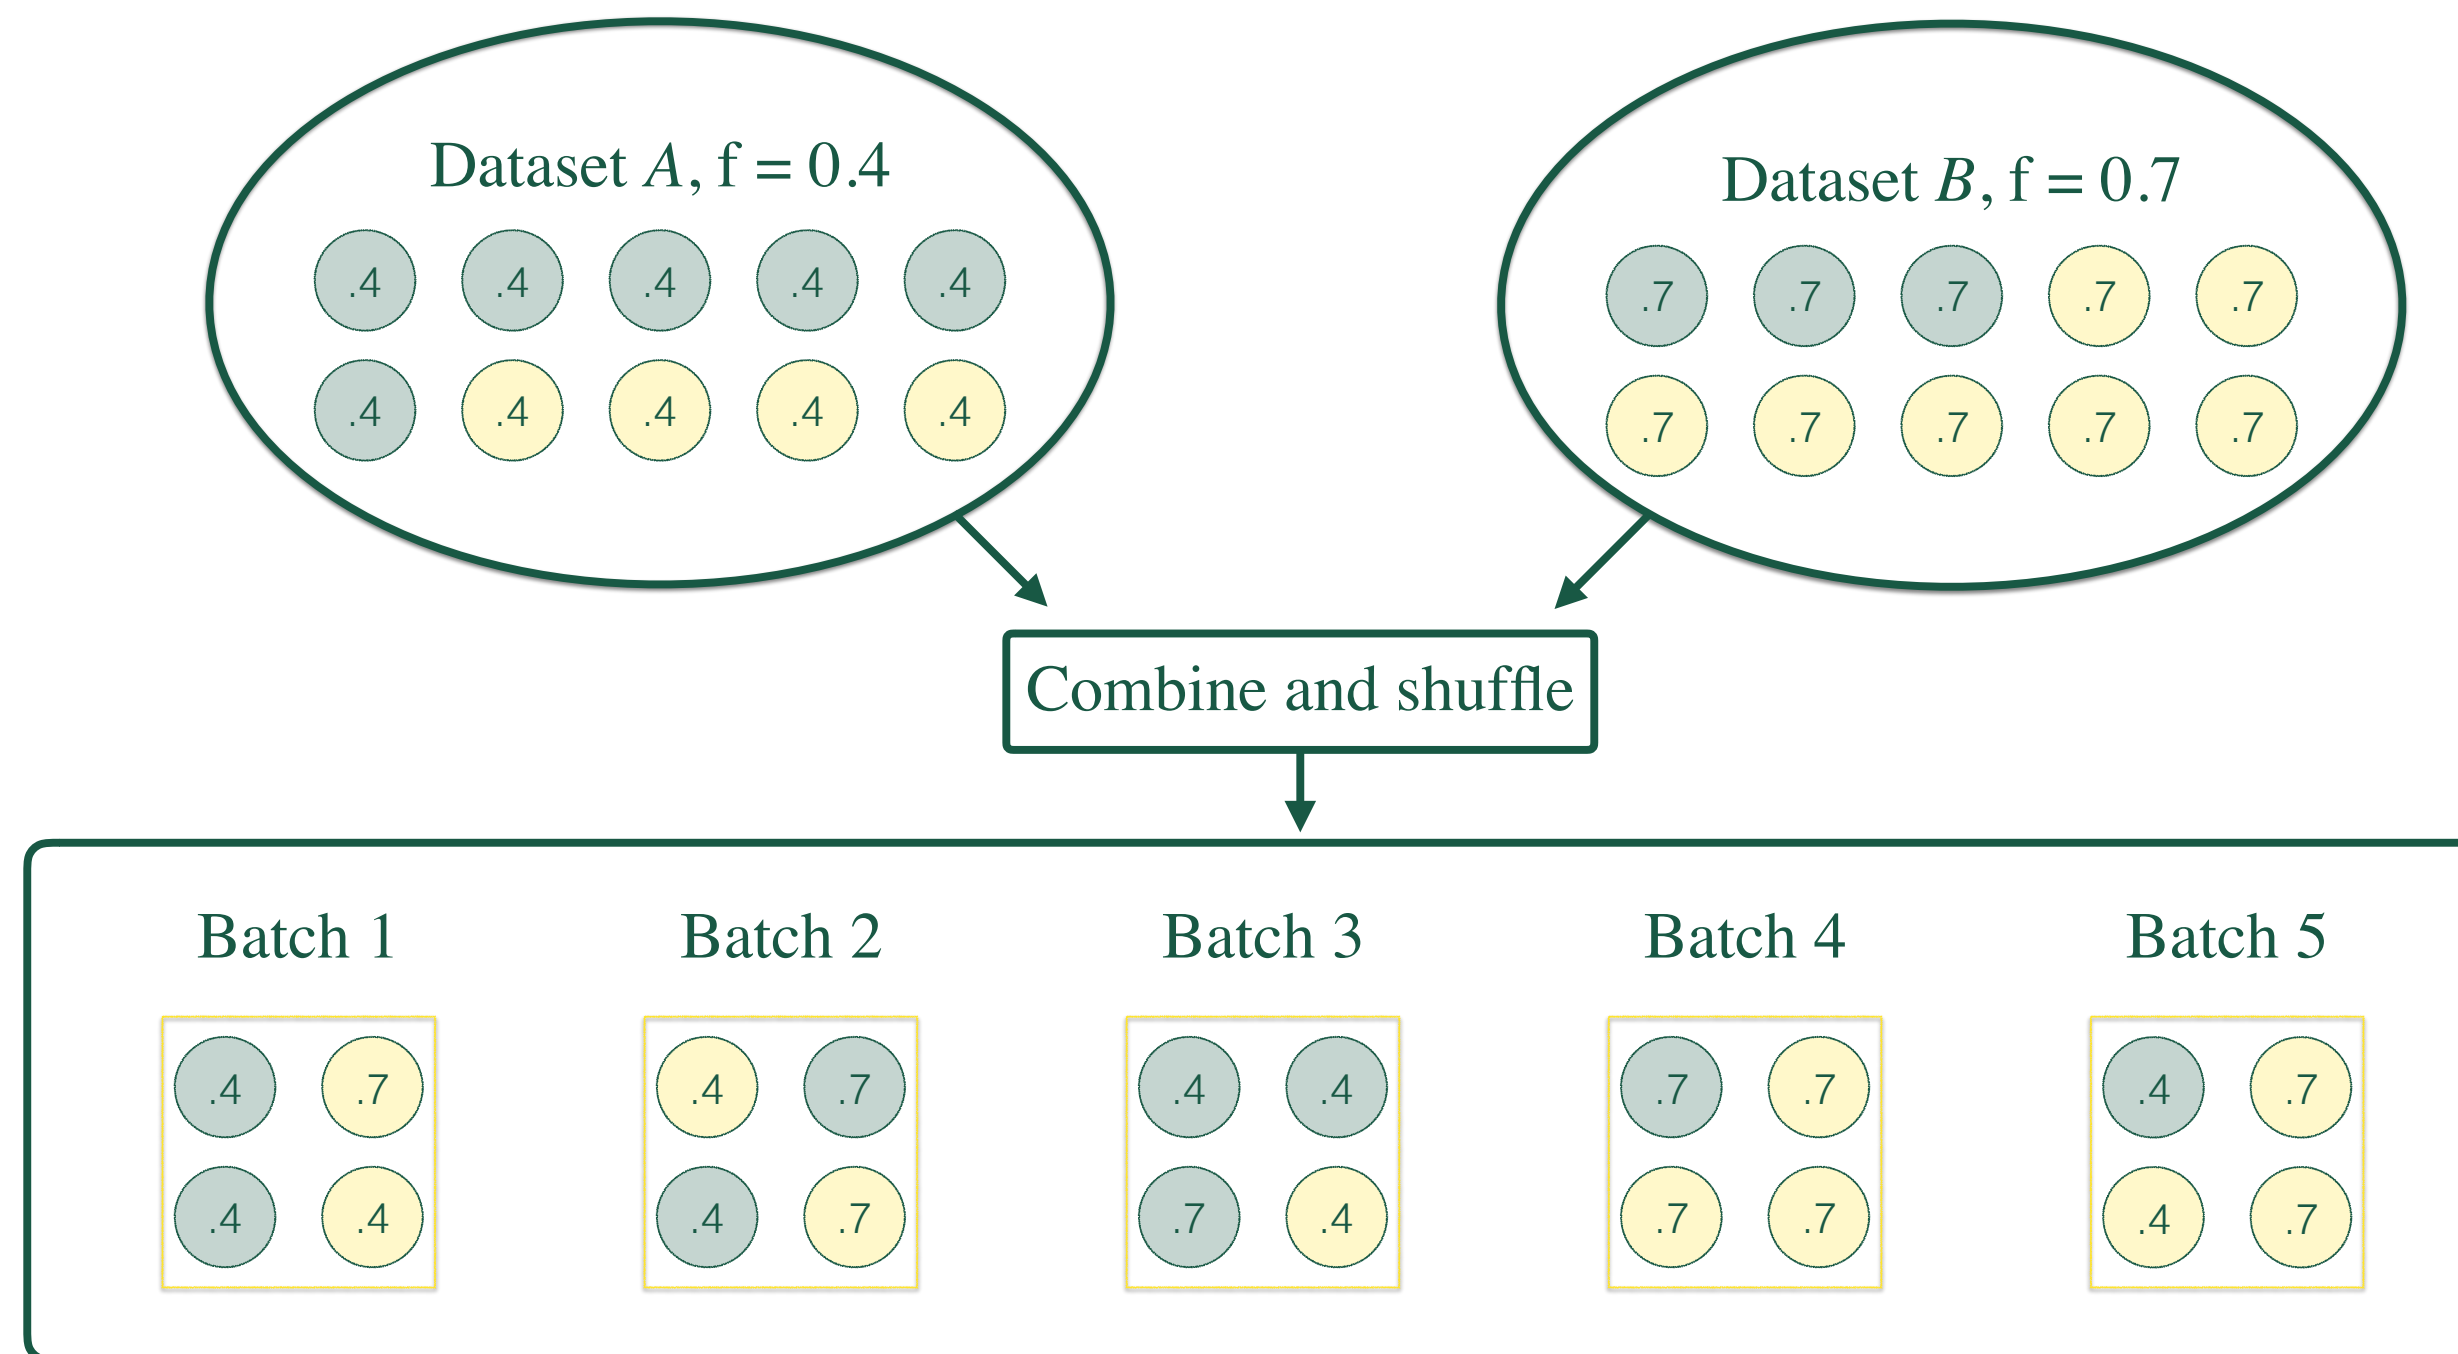 Dataset A, f = 0.4
.4 .4 .4 .4 .4
.4 .4 .4 .4 .4
Dataset B, f = 0.7
.7 .7 .7 .7 .7
.7 .7 .7 .7 .7
Combine and shuffle
Batch 1
.4 .7
.4 .4
Batch 2
.4 .7
.4 .7
Batch 3
.4 .4
.7 .4
Batch 4
.7 .7
.7 .7
Batch 5
.4 .7
.4 .7